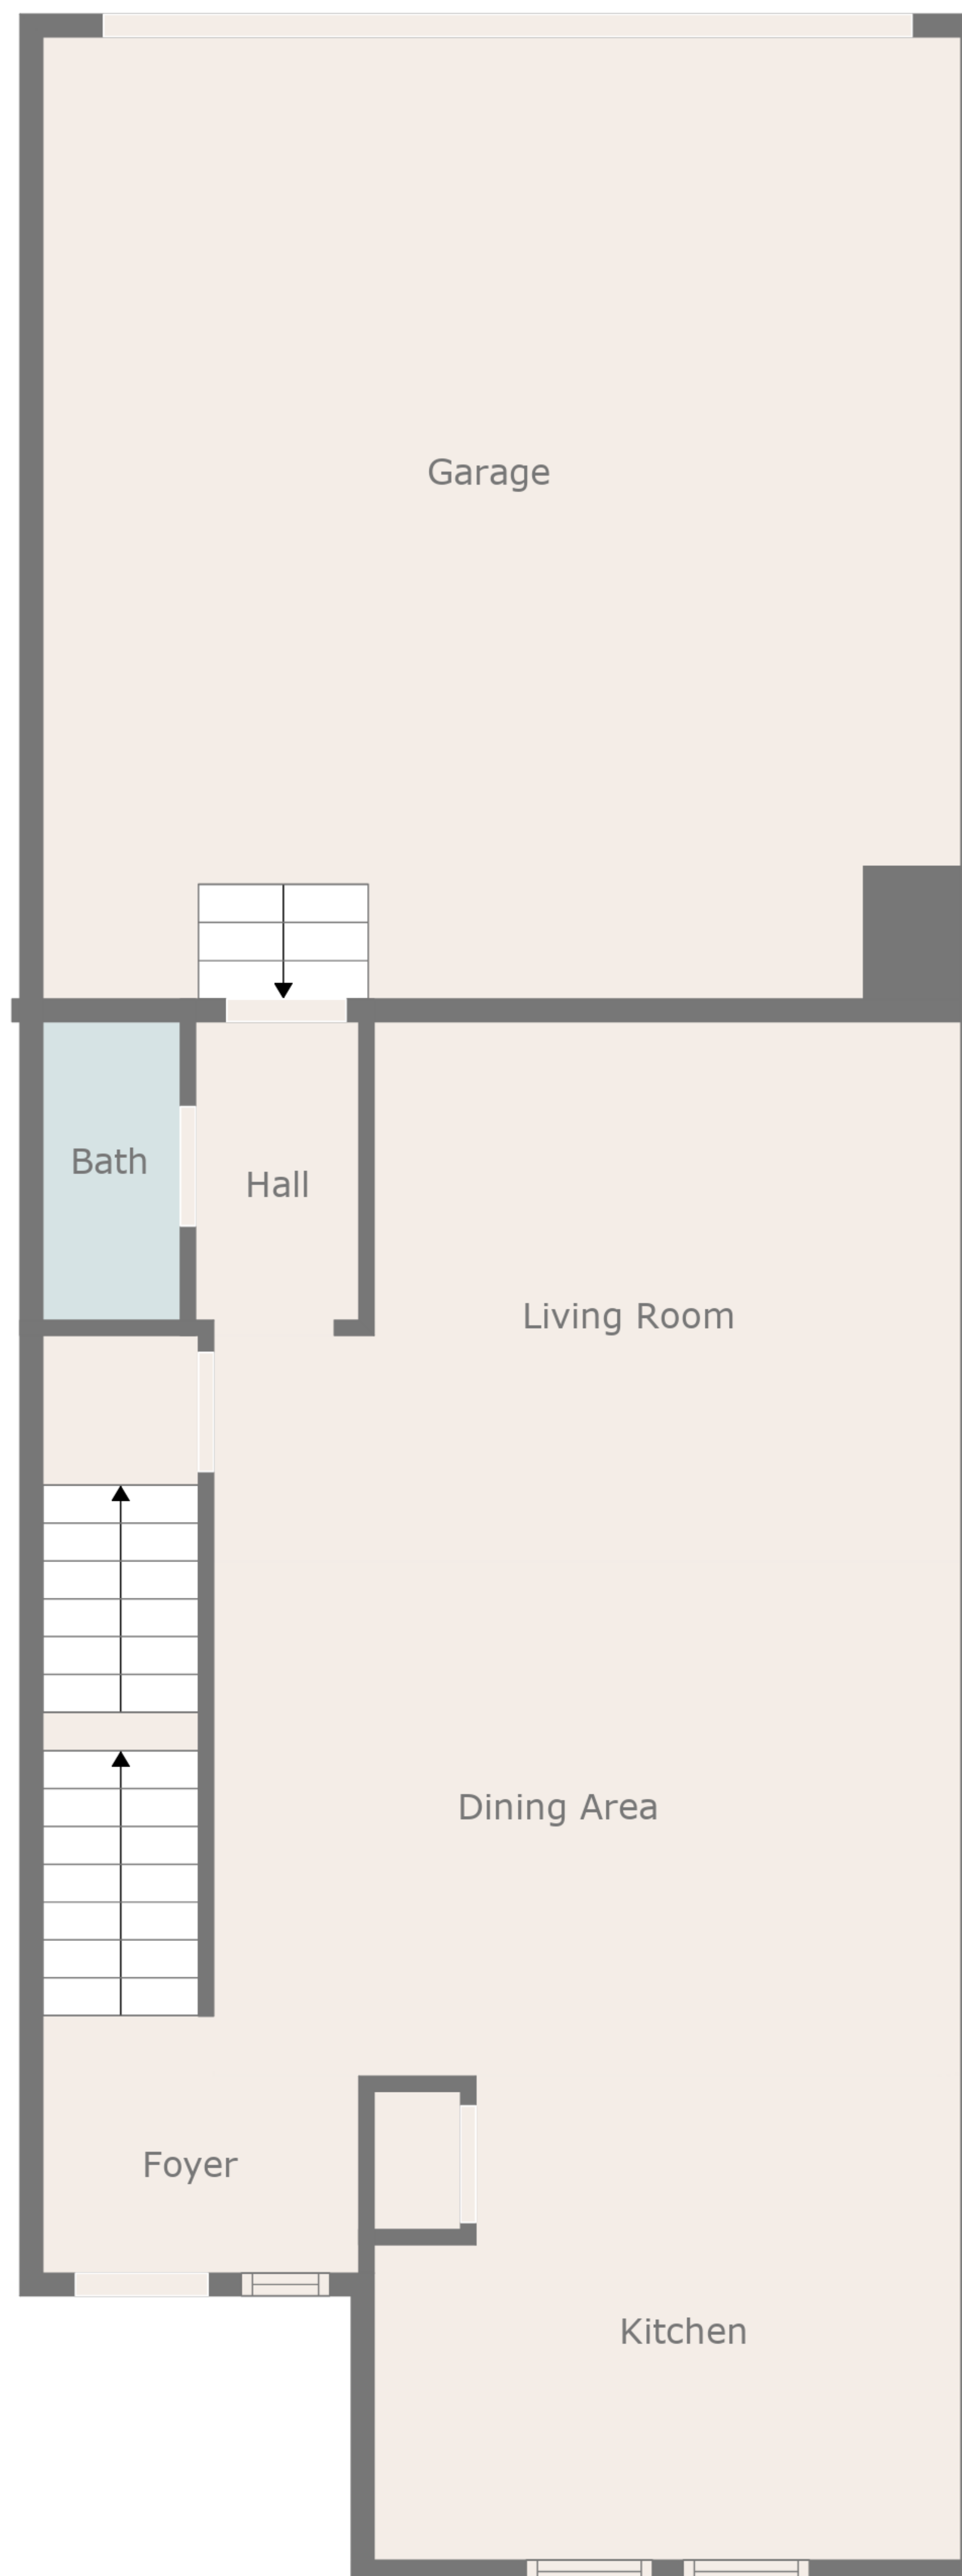 Garage
Bath
Hall
Living Room
Dining Area
Foyer
Kitchen